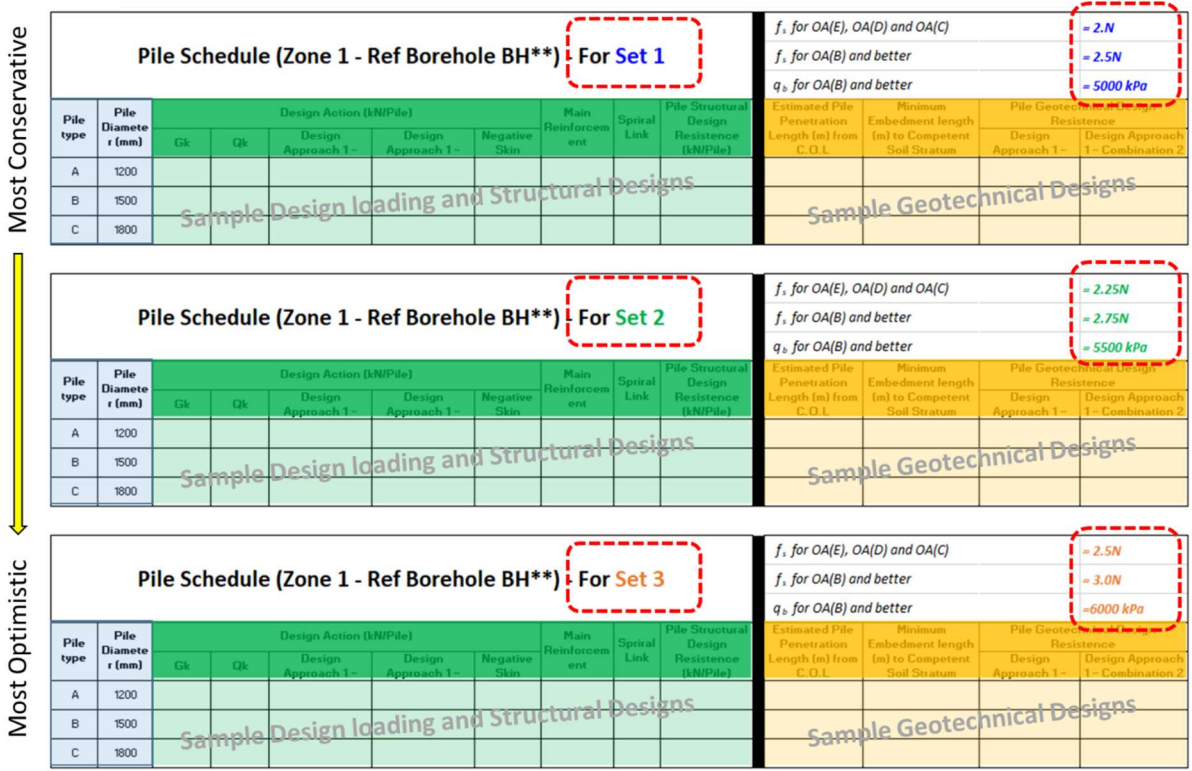 Most Conservative
Pile Schedule (Zone 1 - Ref Borehole BH**) - For Set 1
fs for OA(E), OA(D) and OA(C) = 2.N
fs for OA(B) and better = 2.5N
qb for OA(B) and better = 5000 kPa
Pile type
Pile Diamete r (mm)
Design Action (kN/Pile)
Gk
Qk
Design Approach 1 –
Design Approach 1 –
Negative Skin
Main Reinforcem ent
Spriral Link
Pile Structural Design Resistence (kN/Pile)
Estimated Pile Penetration Length (m) from C.O.L
Minimum Embedment length (m) to Competent Soil Stratum
Pile Geotechnical Design Resistence
Design Approach 1 –
Design Approach 1 – Combination 2
A 1200
B 1500
C 1800
Sample Design loading and Structural Designs
Sample Geotechnical Designs
Pile Schedule (Zone 1 - Ref Borehole BH**) - For Set 2
fs for OA(E), OA(D) and OA(C) = 2.25N
fs for OA(B) and better = 2.75N
qb for OA(B) and better = 5500 kPa
Pile type
Pile Diamete r (mm)
Design Action (kN/Pile)
Gk
Qk
Design Approach 1 –
Design Approach 1 –
Negative Skin
Main Reinforcem ent
Spriral Link
Pile Structural Design Resistence (kN/Pile)
Estimated Pile Penetration Length (m) from C.O.L
Minimum Embedment length (m) to Competent Soil Stratum
Pile Geotechnical Design Resistence
Design Approach 1 –
Design Approach 1 – Combination 2
A 1200
B 1500
C 1800
Sample Design loading and Structural Designs
Sample Geotechnical Designs
Most Optimistic
Pile Schedule (Zone 1 - Ref Borehole BH**) - For Set 3
fs for OA(E), OA(D) and OA(C) = 2.5N
fs for OA(B) and better = 3.0N
qb for OA(B) and better =6000 kPa
Pile type
Pile Diamete r (mm)
Design Action (kN/Pile)
Gk
Qk
Design Approach 1 –
Design Approach 1 –
Negative Skin
Main Reinforcem ent
Spriral Link
Pile Structural Design Resistence (kN/Pile)
Estimated Pile Penetration Length (m) from C.O.L
Minimum Embedment length (m) to Competent Soil Stratum
Pile Geotechnical Design Resistence
Design Approach 1 –
Design Approach 1 – Combination 2
A 1200
B 1500
C 1800
Sample Design loading and Structural Designs
Sample Geotechnical Designs